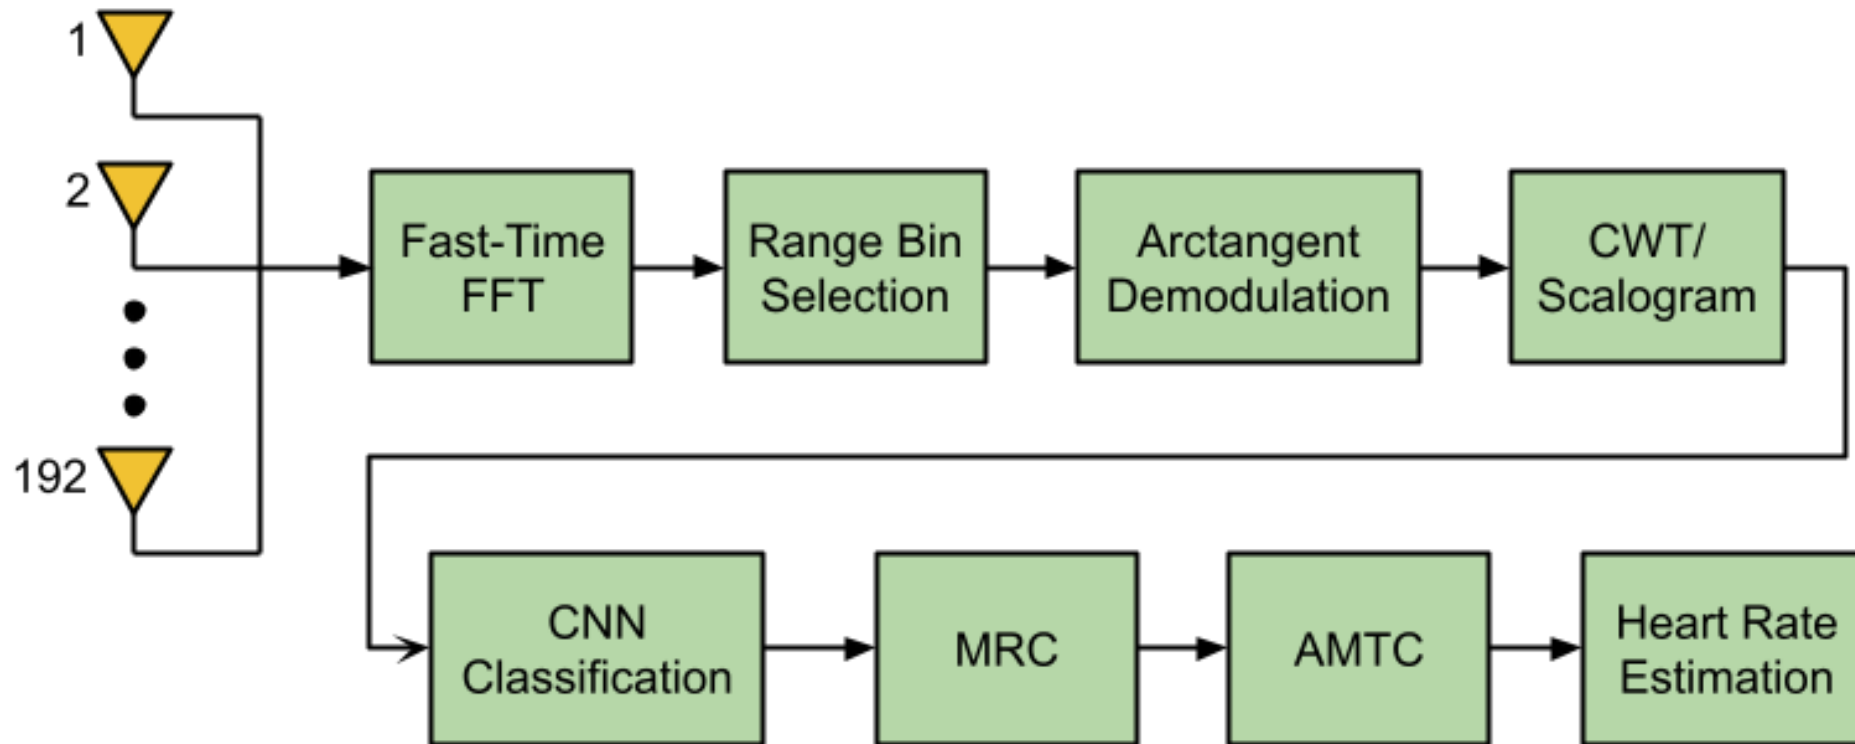 1
2
192
Fast-Time
FFT
Range Bin
Selection
Arctangent
Demodulation
CWT/
Scalogram
CNN
Classification
MRC
AMTC
Heart Rate
Estimation